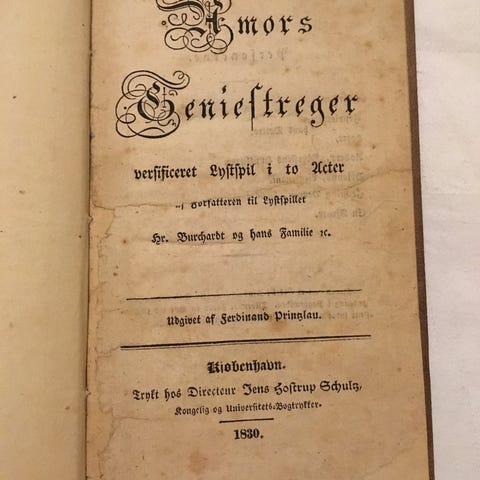 Amors
Geniestreger
versificeret Lystspil i to Acter
af Forfatteren til Lystspillet
Hr. Burchardt og hans Familie ꝛc.
Udgivet af Ferdinand Printzlau.
Kjøbenhavn.
Trykt hos Directeur Jens Hostrup Schultz,
Kongelig og Universitets-Bogtrykker.
1830.